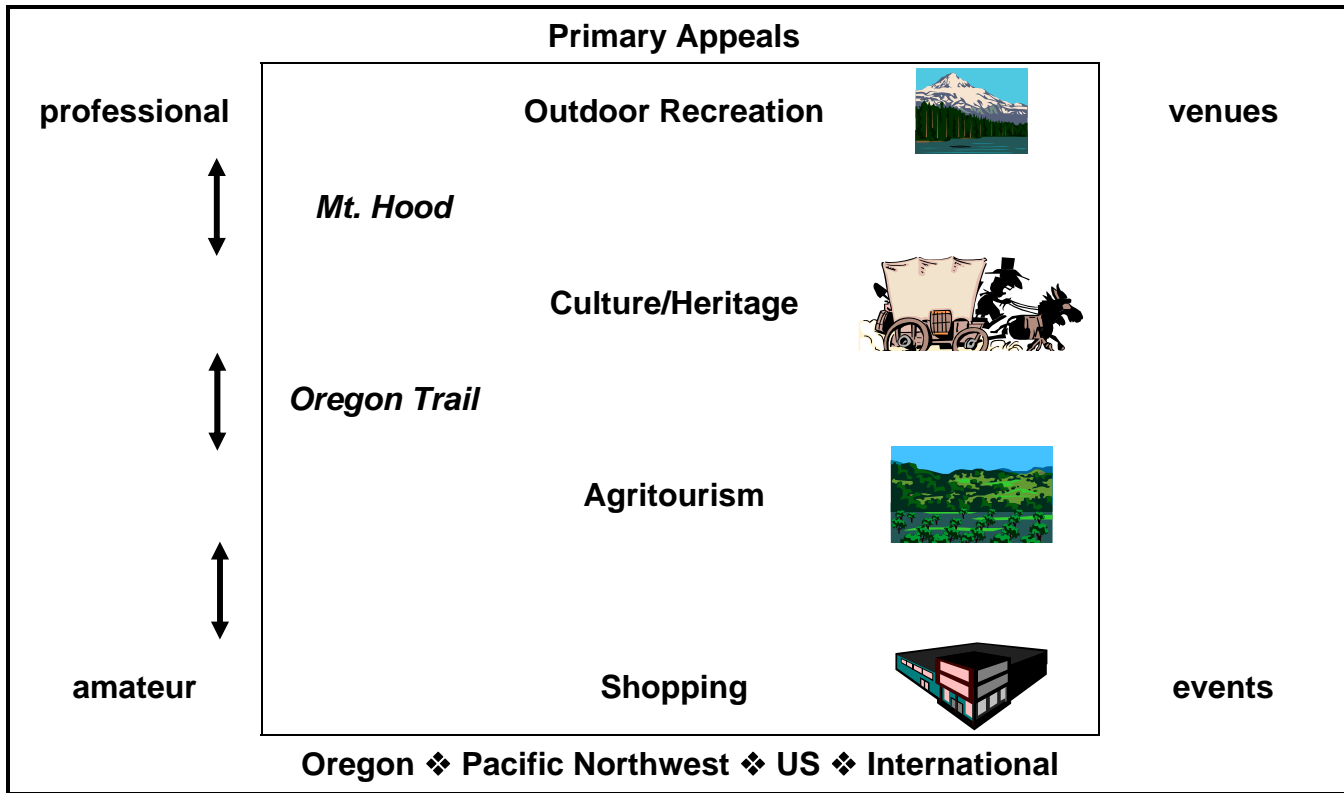 Primary Appeals
professional
Outdoor Recreation
venues
Mt. Hood
Culture/Heritage
Oregon Trail
Agritourism
amateur
Shopping
events
Oregon ❖ Pacific Northwest ❖ US ❖ International